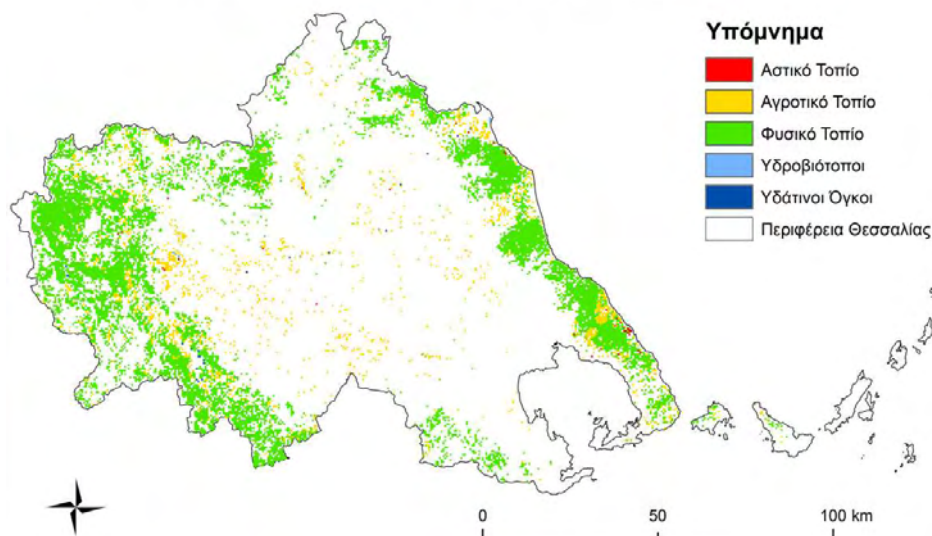 Υπόμνημα
Αστικό Τοπίο
Αγροτικό Τοπίο
Φυσικό Τοπίο
Υδροβιότοποι
Υδάτινοι Όγκοι
Περιφέρεια Θεσσαλίας
0 50 100 km